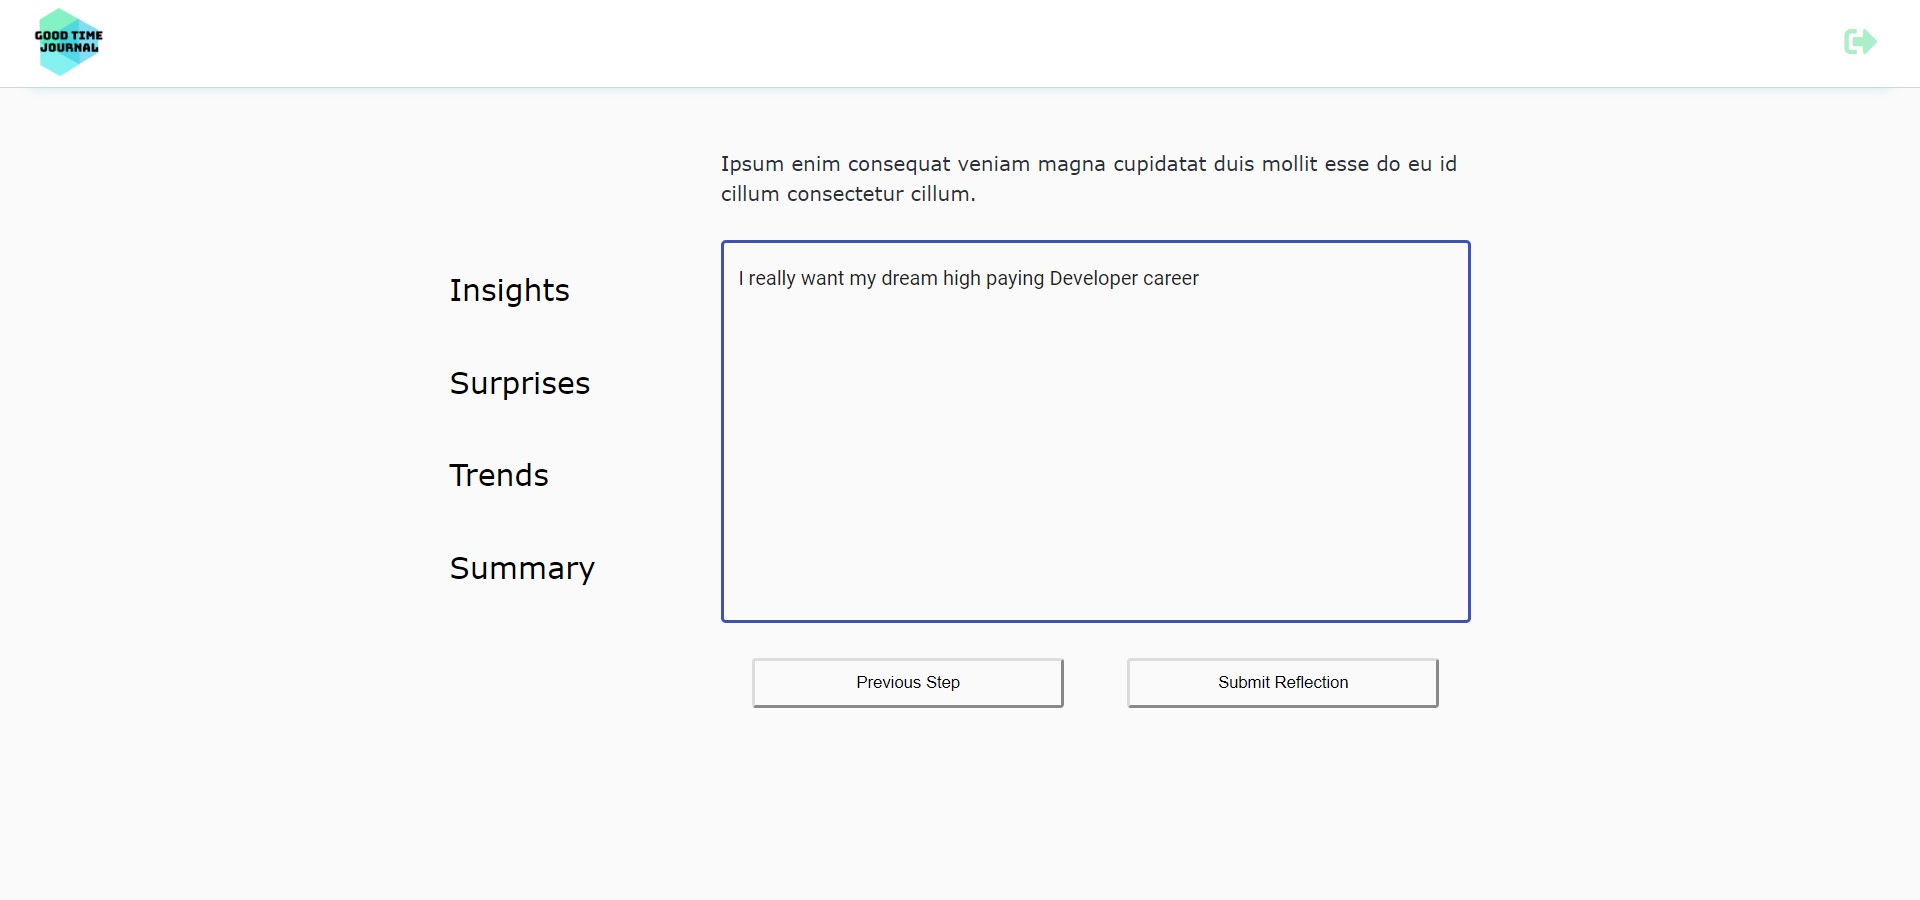 GOOD TIME
JOURNAL
Ipsum enim consequat veniam magna cupidatat duis mollit esse do eu id
cillum consectetur cillum.
Insights
Surprises
Trends
Summary
I really want my dream high paying Developer career
Previous Step
Submit Reflection